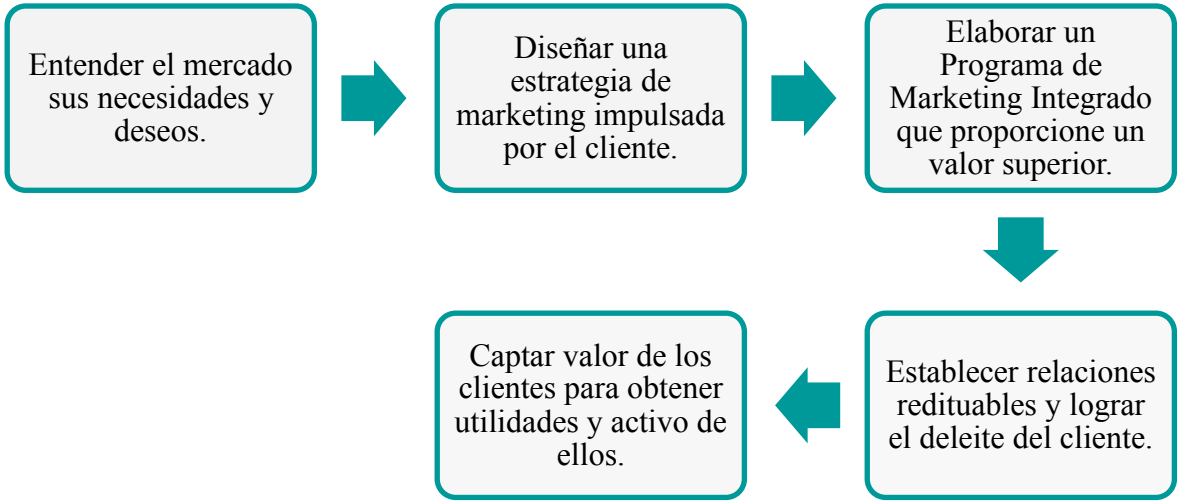 Entender el mercado
sus necesidades y
deseos.
Diseñar una
estrategia de
marketing impulsada
por el cliente.
Elaborar un
Programa de
Marketing Integrado
que proporcione un
valor superior.
Establecer relaciones
redituables y lograr
el deleite del cliente.
Captar valor de los
clientes para obtener
utilidades y activo de
ellos.